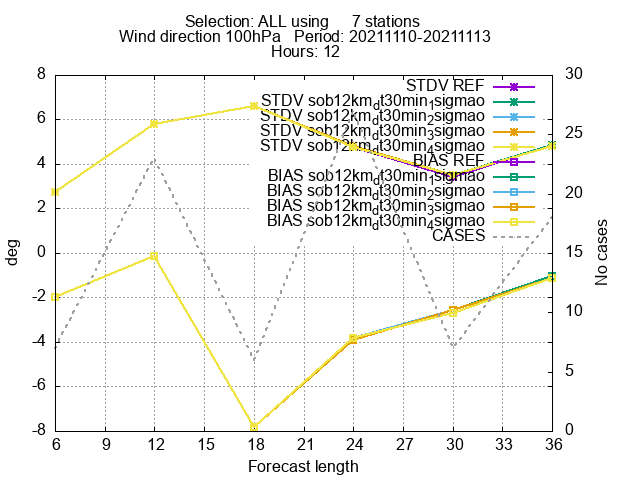 Selection: ALL using 7 stations
Wind direction 100hPa Period: 20211110-20211113
Hours: 12
8
6
4
2
0
-2
-4
-6
-8
deg
30
25
20
15
10
5
0
No cases
STDV REF
STDV sob12km_dt30min_1sigmao
STDV sob12km_dt30min_2sigmao
STDV sob12km_dt30min_3sigmao
STDV sob12km_dt30min_4sigmao
BIAS REF
BIAS sob12km_dt30min_1sigmao
BIAS sob12km_dt30min_2sigmao
BIAS sob12km_dt30min_3sigmao
BIAS sob12km_dt30min_4sigmao
CASES
6 12 15 18 21 24 27 30 33 36
Forecast length